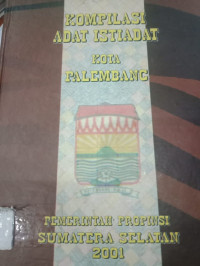 KOMPILASI
ADAT ISTIADAT
KOTA
PALEMBANG
PEMERINTAH PROPINSI
SUMATERA SELATAN
2001